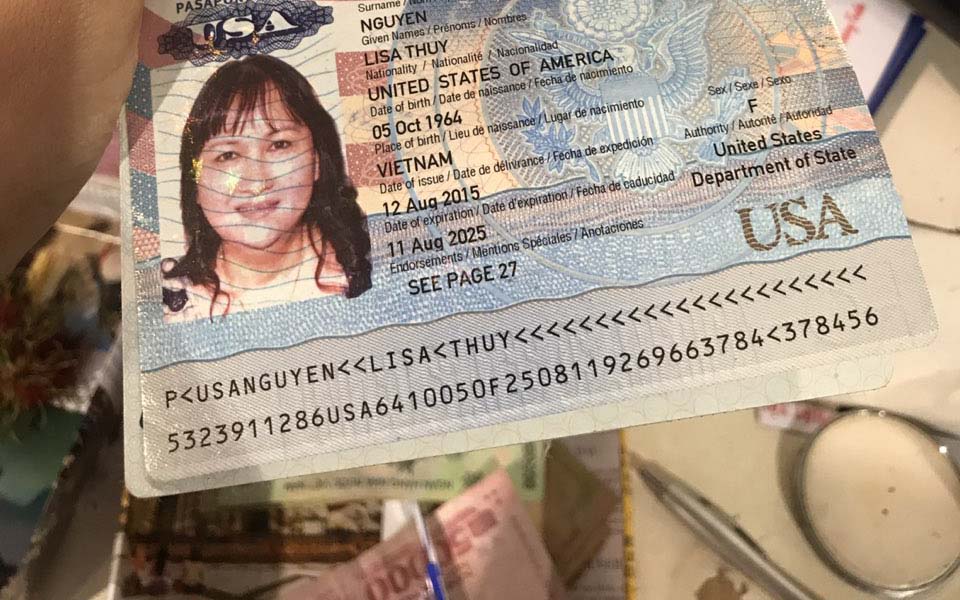 USA
NGUYEN
Given Names / Prénoms / Nombres
LISA THUY
Nationality / Nationalité / Nacionalidad
UNITED STATES OF AMERICA
Date of birth / Date de naissance / Fecha de nacimiento
05 Oct 1964
Place of birth / Lieu de naissance / Lugar de nacimiento
VIETNAM
Date of issue / Date de délivrance / Fecha de expedición
12 Aug 2015
Date of expiration / Date d'expiration / Fecha de caducidad
11 Aug 2025
Endorsements / Mentions Spéciales / Anotaciones
SEE PAGE 27
Sex / Sexe / Sexo
F
Authority / Autorité / Autoridad
United States
Department of State
USA
P<USANGUYEN<<LISA<THUY<<<<<<<<<<<<<<<<<<<<<<
5323911286USA6410050F2508119269663784<378456